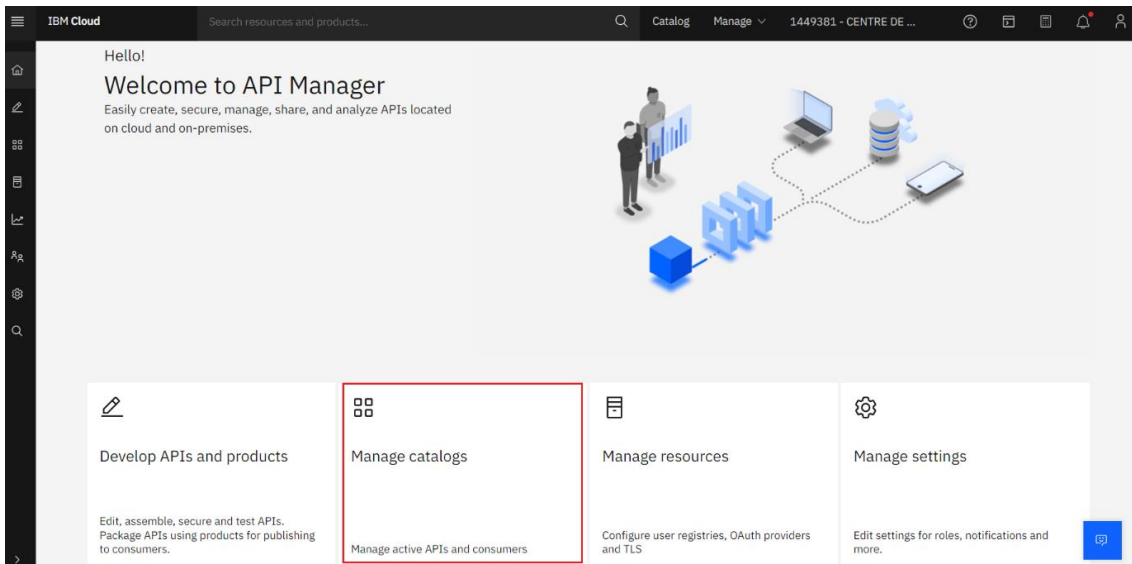 IBM Cloud
Search resources and products...
Catalog
Manage
1449381 - CENTRE DE ...
Hello!
Welcome to API Manager
Easily create, secure, manage, share, and analyze APIs located
on cloud and on-premises.
Develop APIs and products
Edit, assemble, secure and test APIs.
Package APIs using products for publishing
to consumers.
Manage catalogs
Manage active APIs and consumers
Manage resources
Configure user registries, OAuth providers
and TLS
Manage settings
Edit settings for roles, notifications and
more.